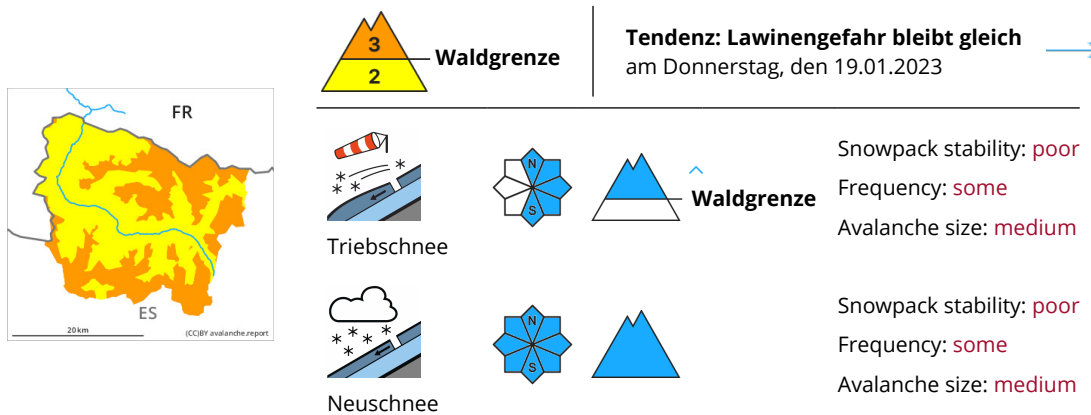 FR
ES
20 km
(CC)BY avalanche.report
3
2
Waldgrenze
Tendenz: Lawinengefahr bleibt gleich
am Donnerstag, den 19.01.2023
N
S
Waldgrenze
Triebschnee
Snowpack stability: poor
Frequency: some
Avalanche size: medium
N
S
Neuschnee
Snowpack stability: poor
Frequency: some
Avalanche size: medium